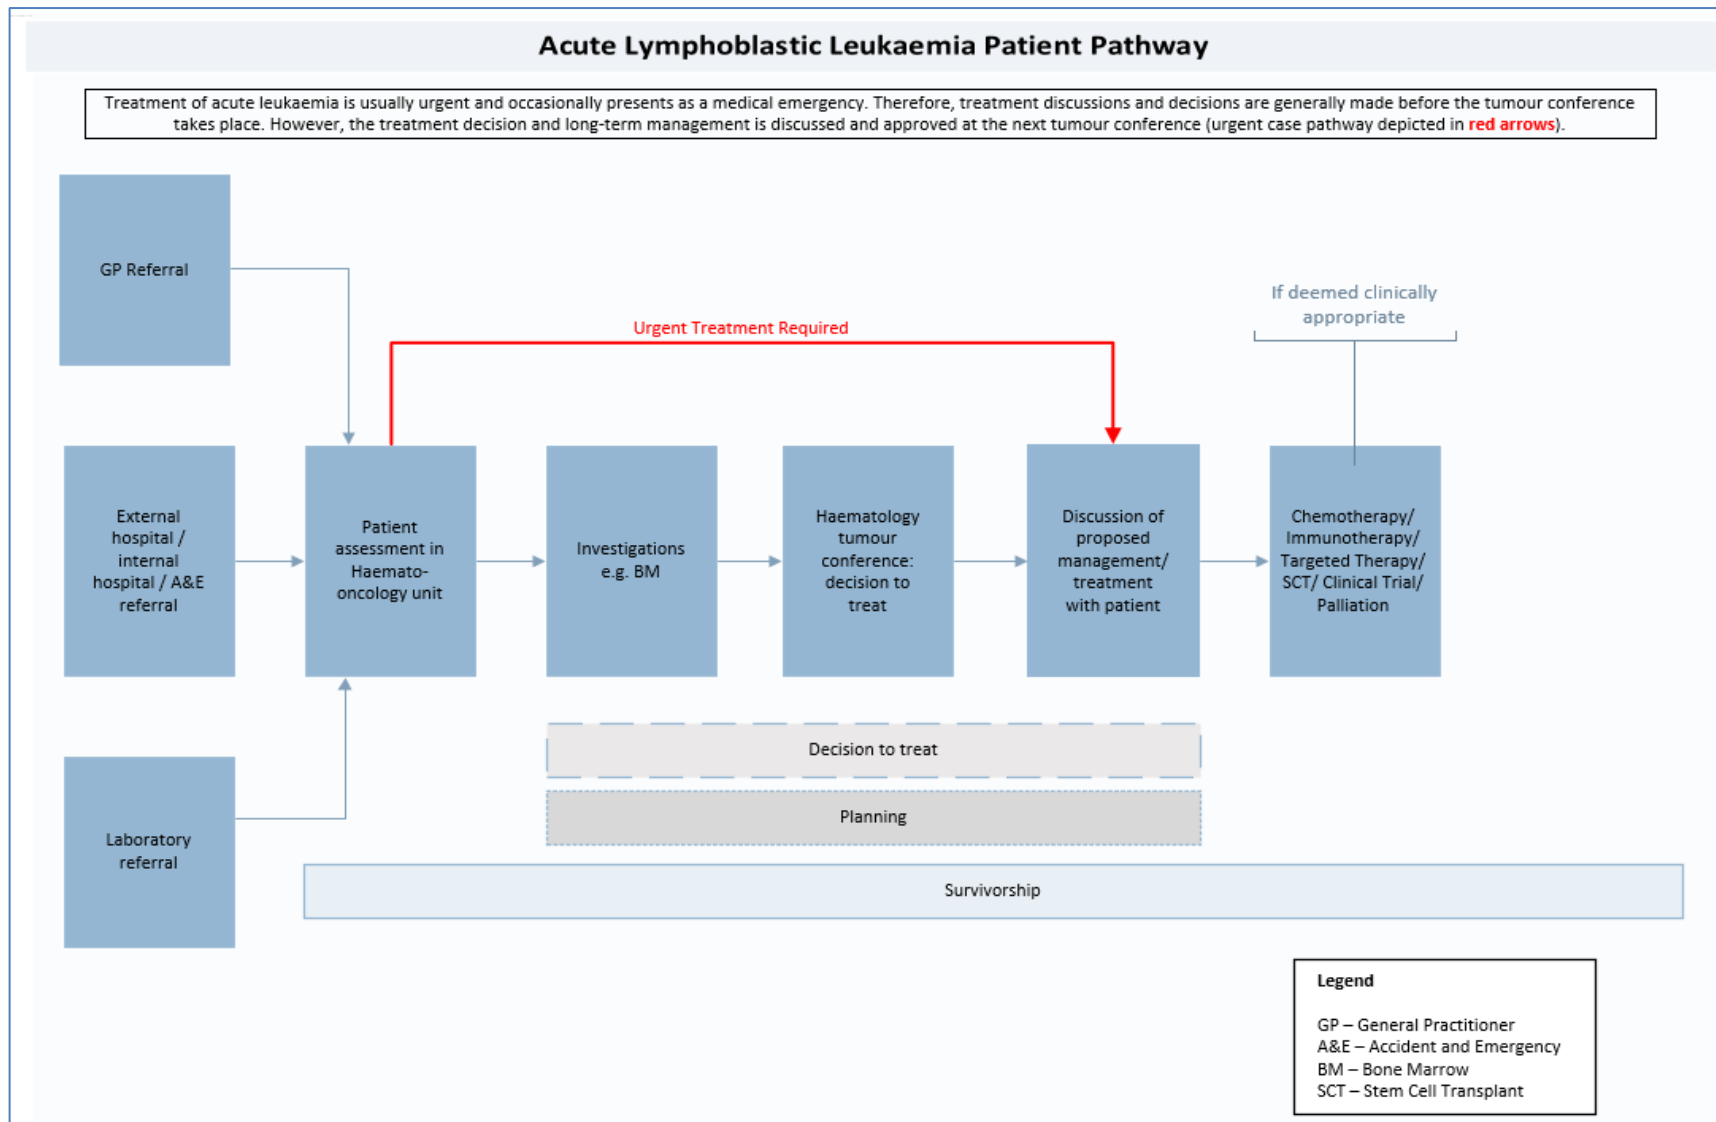 Acute Lymphoblastic Leukaemia Patient Pathway
Treatment of acute leukaemia is usually urgent and occasionally presents as a medical emergency. Therefore, treatment discussions and decisions are generally made before the tumour conference
takes place. However, the treatment decision and long-term management is discussed and approved at the next tumour conference (urgent case pathway depicted in red arrows).
GP Referral
If deemed clinically
appropriate
Urgent Treatment Required
External
hospital /
internal
hospital / A&E
referral
Patient
assessment in
Haemato-
oncology unit
Investigations
e.g. BM
Haematology
tumour
conference:
decision to
treat
Discussion of
proposed
management/
treatment
with patient
Chemotherapy/
Immunotherapy/
Targeted Therapy/
SCT/ Clinical Trial/
Palliation
Decision to treat
Planning
Laboratory
referral
Survivorship
Legend
GP – General Practitioner
A&E – Accident and Emergency
BM – Bone Marrow
SCT – Stem Cell Transplant